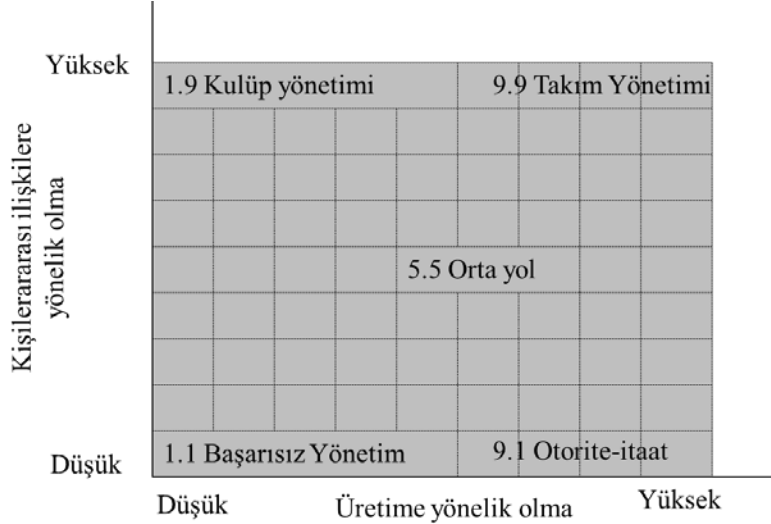 Yüksek
1.9 Kulüp yönetimi
9.9 Takım Yönetimi
Kişilerararası ilişkilere
yönelik olma
5.5 Orta yol
1.1 Başarısız Yönetim
9.1 Otorite-itaat
Düşük
Düşük
Üretime yönelik olma
Yüksek